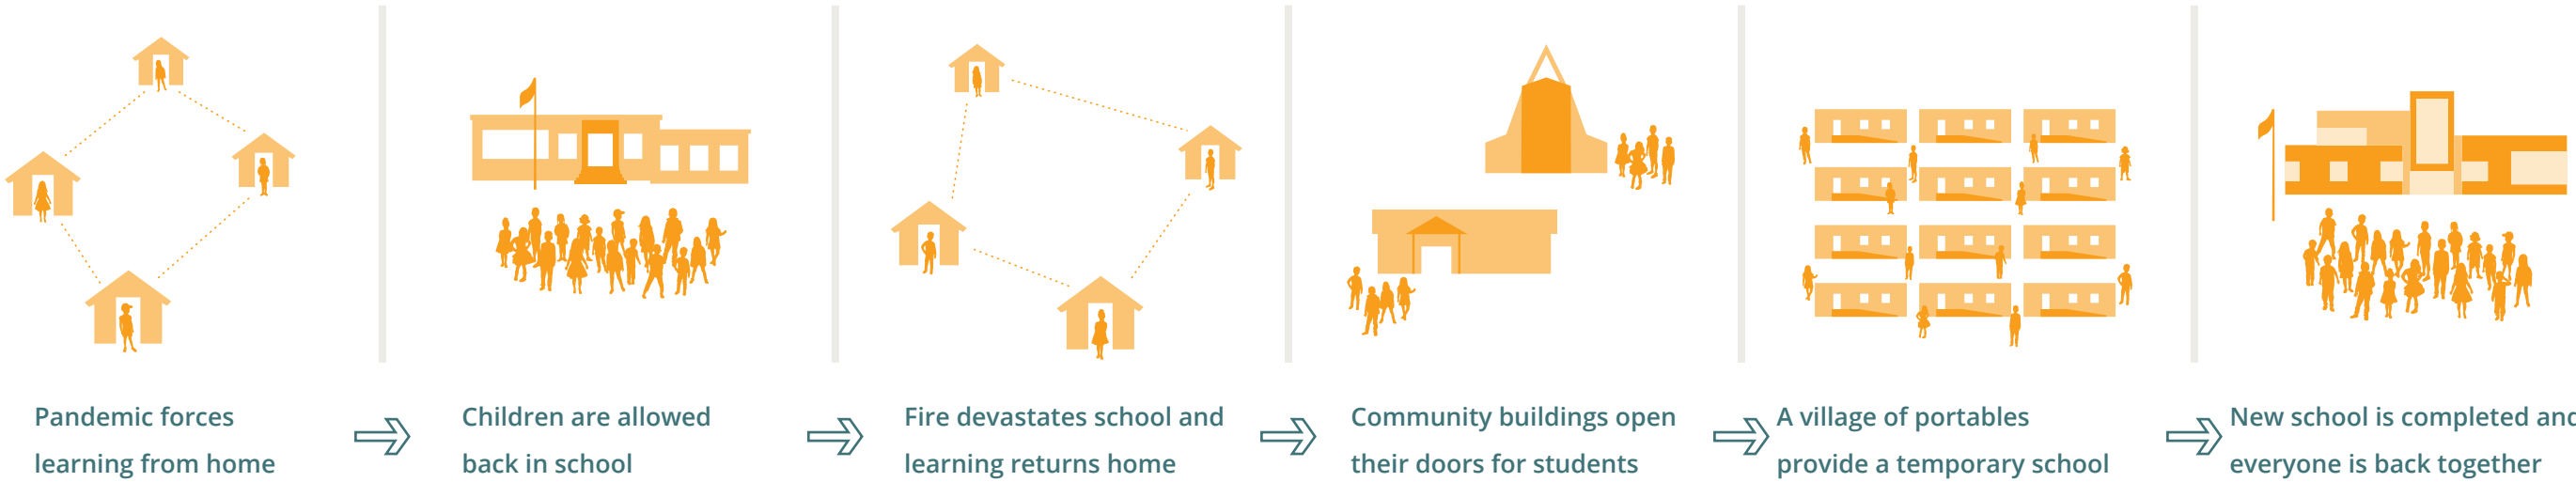 Pandemic forces
learning from home
Children are allowed
back in school
Fire devastates school and
learning returns home
Community buildings open
their doors for students
A village of portables
provide a temporary school
New school is completed and
everyone is back together